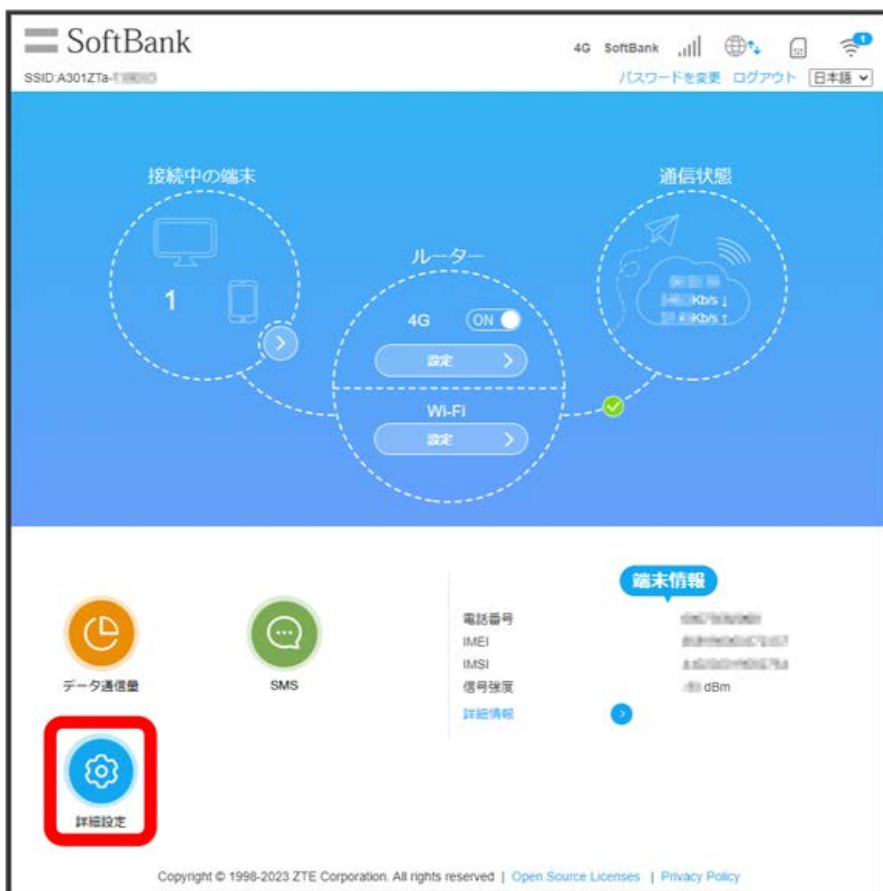 SoftBank
4G SoftBank
1
SSID:A301ZTa-
パスワードを変更 ログアウト 日本語
接続中の端末
通信状態
ルーター
1
4G ON
Kb/s ↓
Kb/s ↑
設定
Wi-Fi
設定
端末情報
電話番号
IMEI
IMSI
信号強度 dBm
詳細情報
データ通信量
SMS
詳細設定
Copyright © 1998-2023 ZTE Corporation. All rights reserved | Open Source Licenses | Privacy Policy